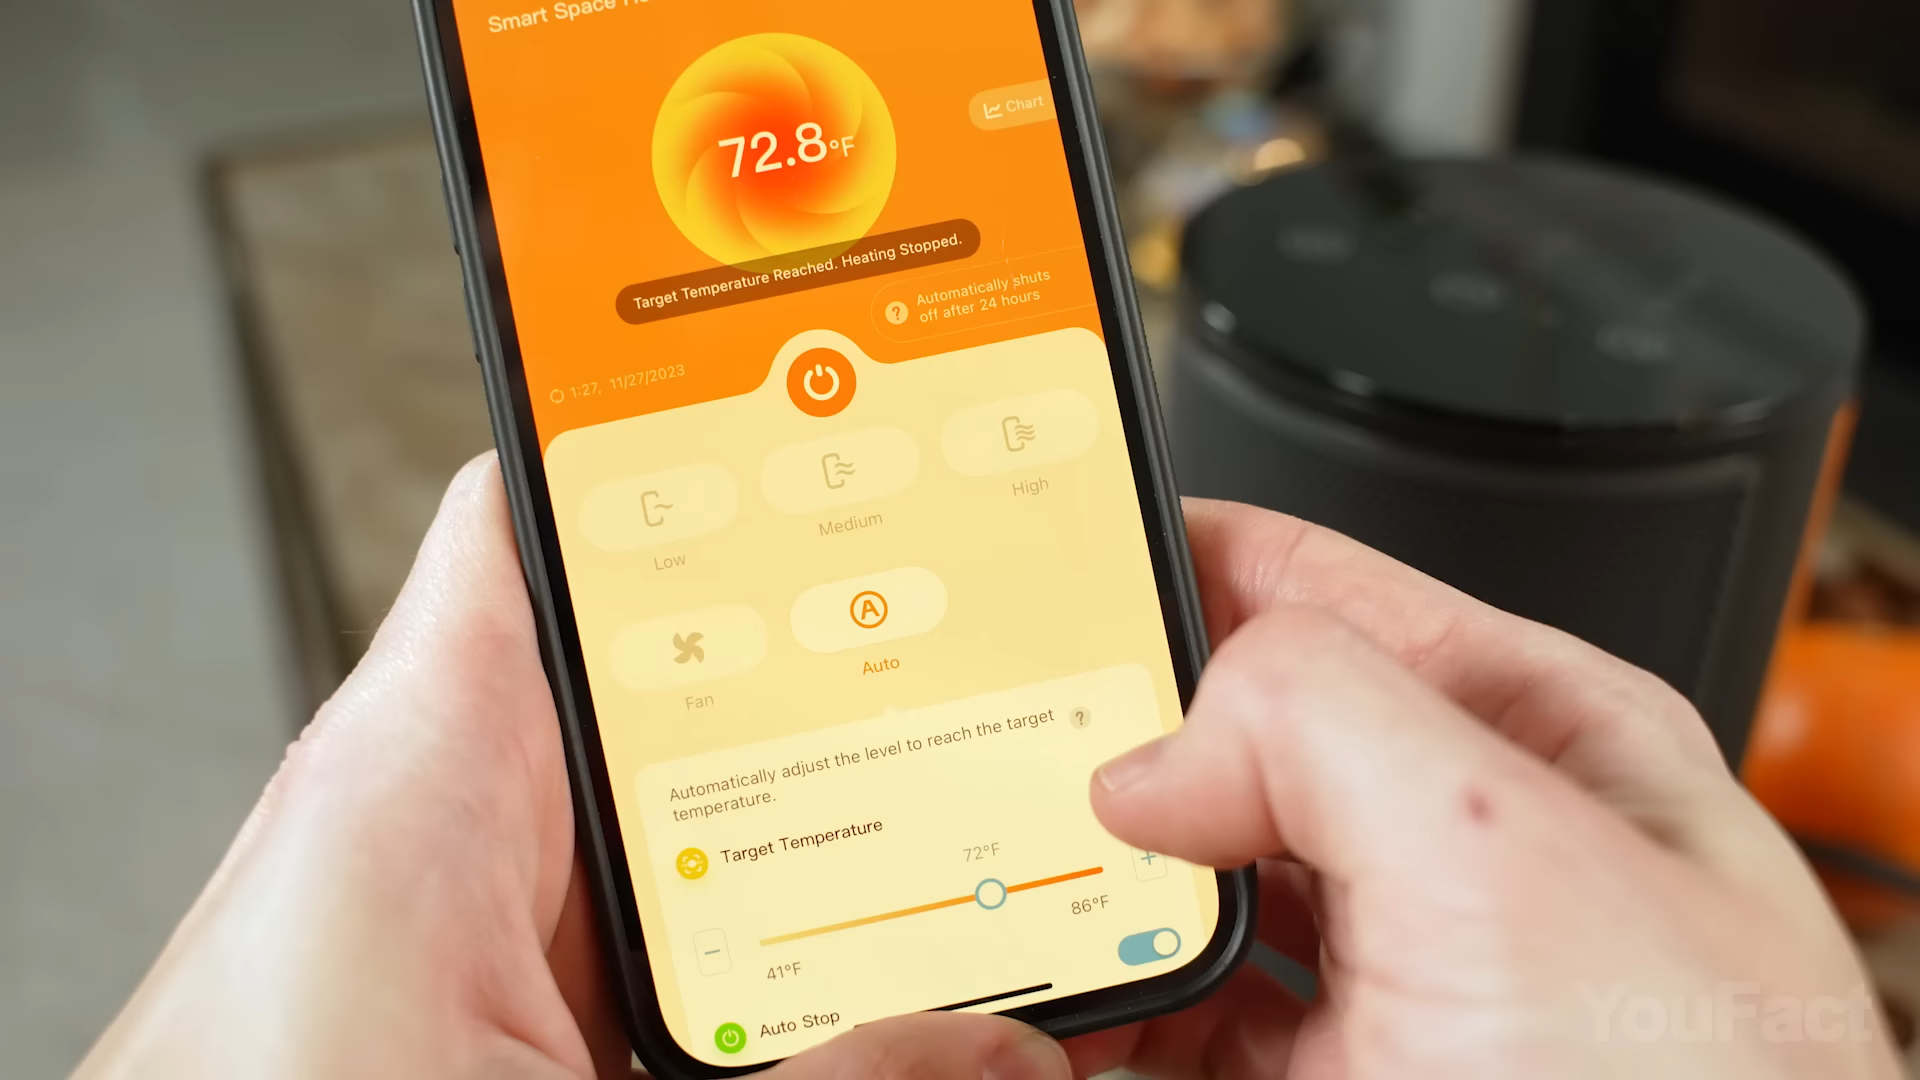 Smart Space
72.8°F
Chart
Target Temperature Reached. Heating Stopped.
Automatically shuts
off after 24 hours
1:27, 11/27/2023
Low
Medium
High
Fan
A
Auto
Automatically adjust the level to reach the target
temperature.
Target Temperature
72°F
41°F
86°F
Auto Stop
YouFact